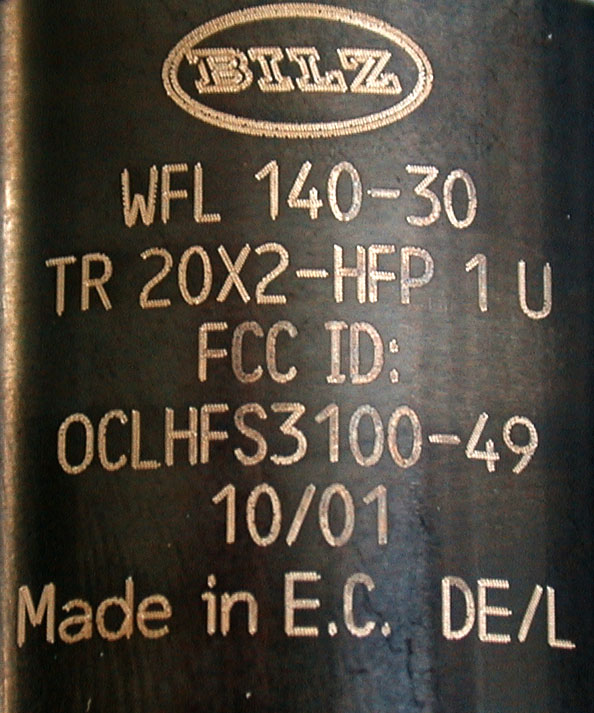 BILZ
WFL 140-30
TR 20X2-HFP 1 U
FCC ID:
OCLHFS3100-49
10/01
Made in E.C. DE/L